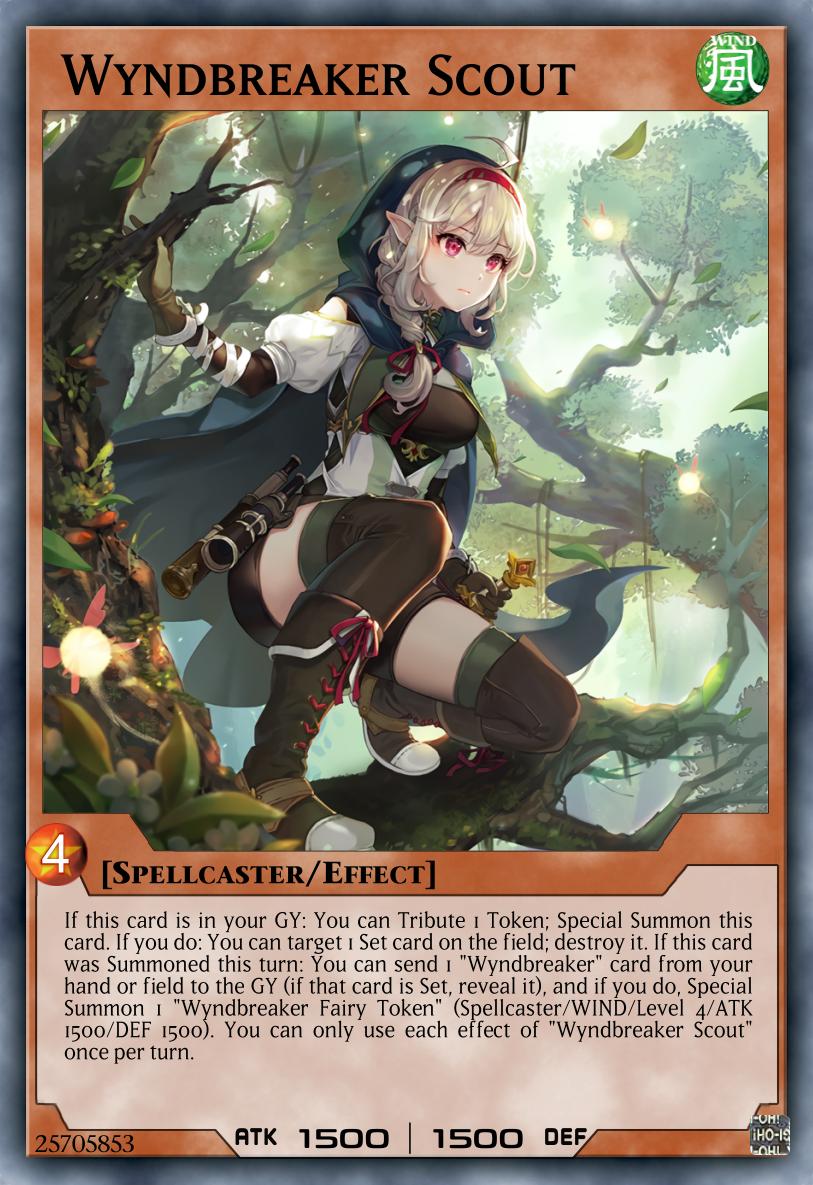 Wyndbreaker Scout
WIND
風
4
[Spellcaster/Effect]
If this card is in your GY: You can Tribute 1 Token; Special Summon this
card. If you do: You can target 1 Set card on the field; destroy it. If this card
was Summoned this turn: You can send 1 "Wyndbreaker" card from your
hand or field to the GY (if that card is Set, reveal it), and if you do, Special
Summon 1 "Wyndbreaker Fairy Token" (Spellcaster/WIND/Level 4/ATK
1500/DEF 1500). You can only use each effect of "Wyndbreaker Scout"
once per turn.
ATK 1500 | 1500 DEF
25705853